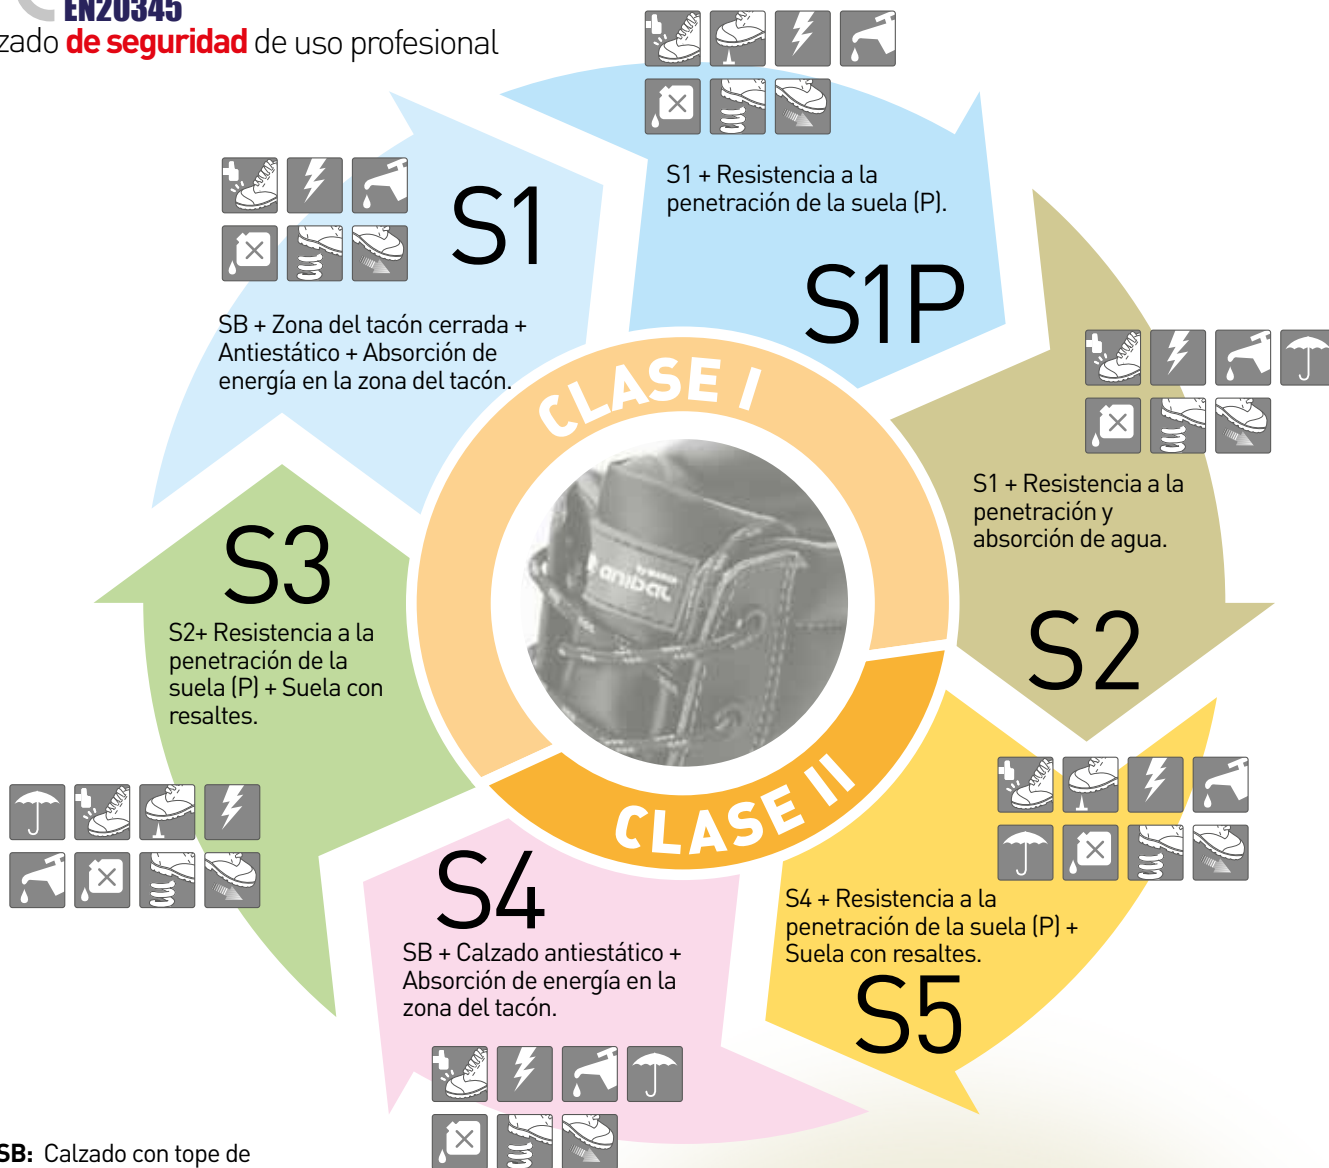 EN20345
zado de seguridad de uso profesional
S1
SB + Zona del tacón cerrada +
Antiestático + Absorción de
energía en la zona del tacón.
S1 + Resistencia a la
penetración de la suela (P).
S1P
S1 + Resistencia a la
penetración y
absorción de agua.
S2
CLASE I
anibal
S3
S2+ Resistencia a la
penetración de la
suela (P) + Suela con
resaltes.
CLASE II
S4
SB + Calzado antiestático +
Absorción de energía en la
zona del tacón.
S4 + Resistencia a la
penetración de la suela (P) +
Suela con resaltes.
S5
SB: Calzado con tope de